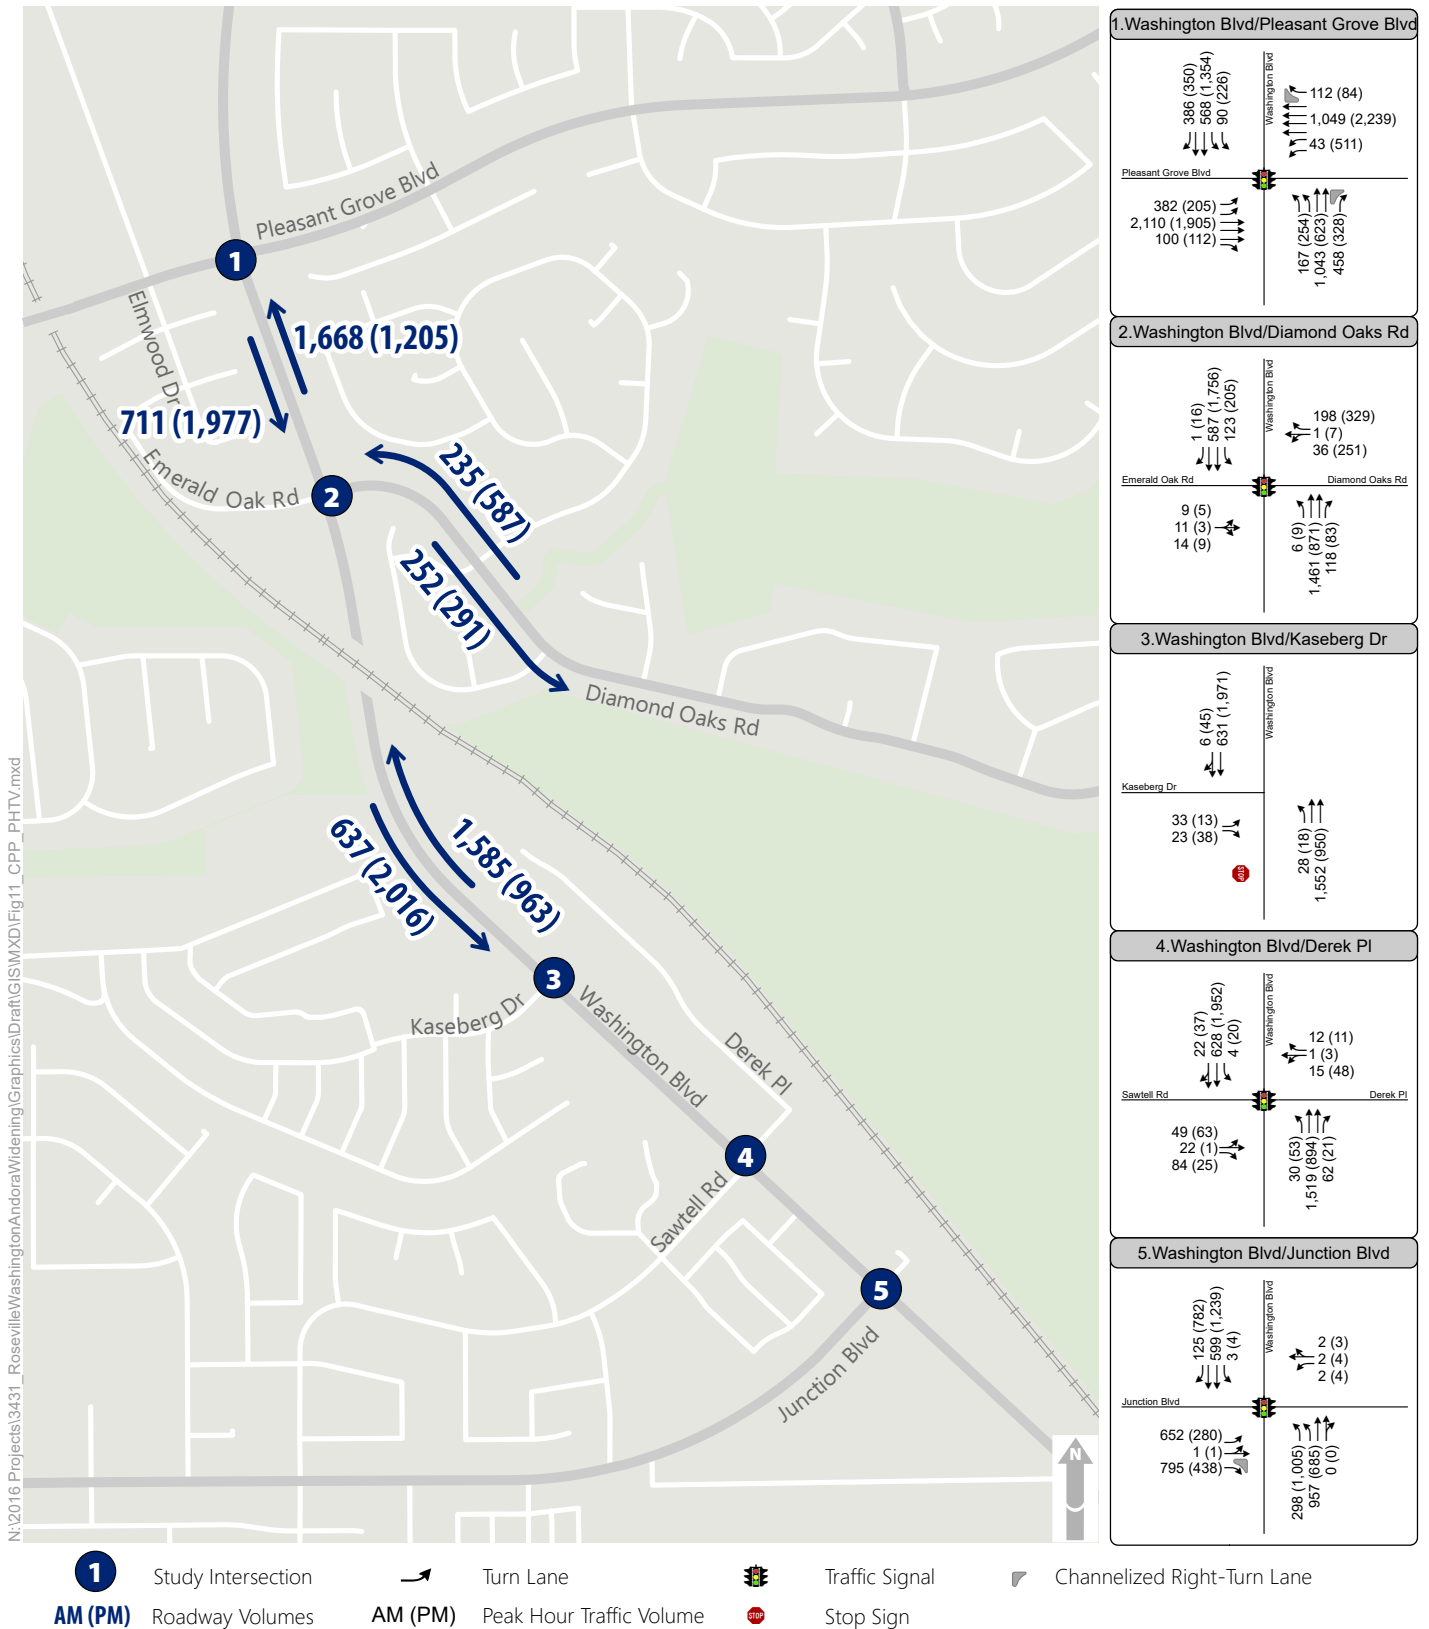 Pleasant Grove Blvd
1
Elmwood Dr
1,668 (1,205)
711 (1,977)
Emerald Oak Rd
2
235 (587)
252 (291)
Diamond Oaks Rd
637 (2,016)
1,585 (963)
3
Kaseberg Dr
Washington Blvd
Derek Pl
4
Sawtell Rd
5
Junction Blvd
N
N:\2016 Projects\3431_RosevilleWashingtonAndoraWidening\Graphics\Draft\GIS\MXD\Fig11_CPP_PHTV.mxd
1.Washington Blvd/Pleasant Grove Blvd
386 (350)
568 (1,354)
90 (226)
Washington Blvd
112 (84)
1,049 (2,239)
43 (511)
Pleasant Grove Blvd
382 (205)
2,110 (1,905)
100 (112)
167 (254)
1,043 (623)
458 (328)
2.Washington Blvd/Diamond Oaks Rd
1 (16)
587 (1,756)
123 (205)
Washington Blvd
198 (329)
1 (7)
36 (251)
Emerald Oak Rd
Diamond Oaks Rd
9 (5)
11 (3)
14 (9)
6 (9)
1,461 (871)
118 (83)
3.Washington Blvd/Kaseberg Dr
6 (45)
631 (1,971)
Washington Blvd
Kaseberg Dr
33 (13)
23 (38)
STOP
28 (18)
1,552 (950)
4.Washington Blvd/Derek Pl
22 (37)
628 (1,952)
4 (20)
Washington Blvd
12 (11)
1 (3)
15 (48)
Sawtell Rd
Derek Pl
49 (63)
22 (1)
84 (25)
30 (53)
1,519 (894)
62 (21)
5.Washington Blvd/Junction Blvd
125 (782)
599 (1,239)
3 (4)
Washington Blvd
2 (3)
2 (4)
2 (4)
Junction Blvd
652 (280)
1 (1)
795 (438)
298 (1,005)
957 (685)
0 (0)
1 Study Intersection
Turn Lane
Traffic Signal
Channelized Right-Turn Lane
AM (PM) Roadway Volumes
AM (PM) Peak Hour Traffic Volume
STOP Stop Sign